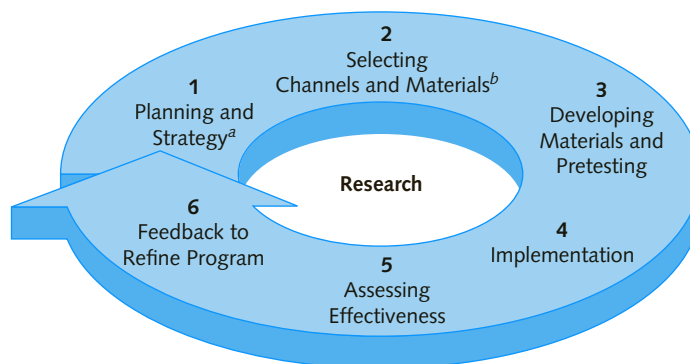 1
Planning and
Strategy^a
2
Selecting
Channels and Materials^b
3
Developing
Materials and
Pretesting
4
Implementation
5
Assessing
Effectiveness
6
Feedback to
Refine Program
Research